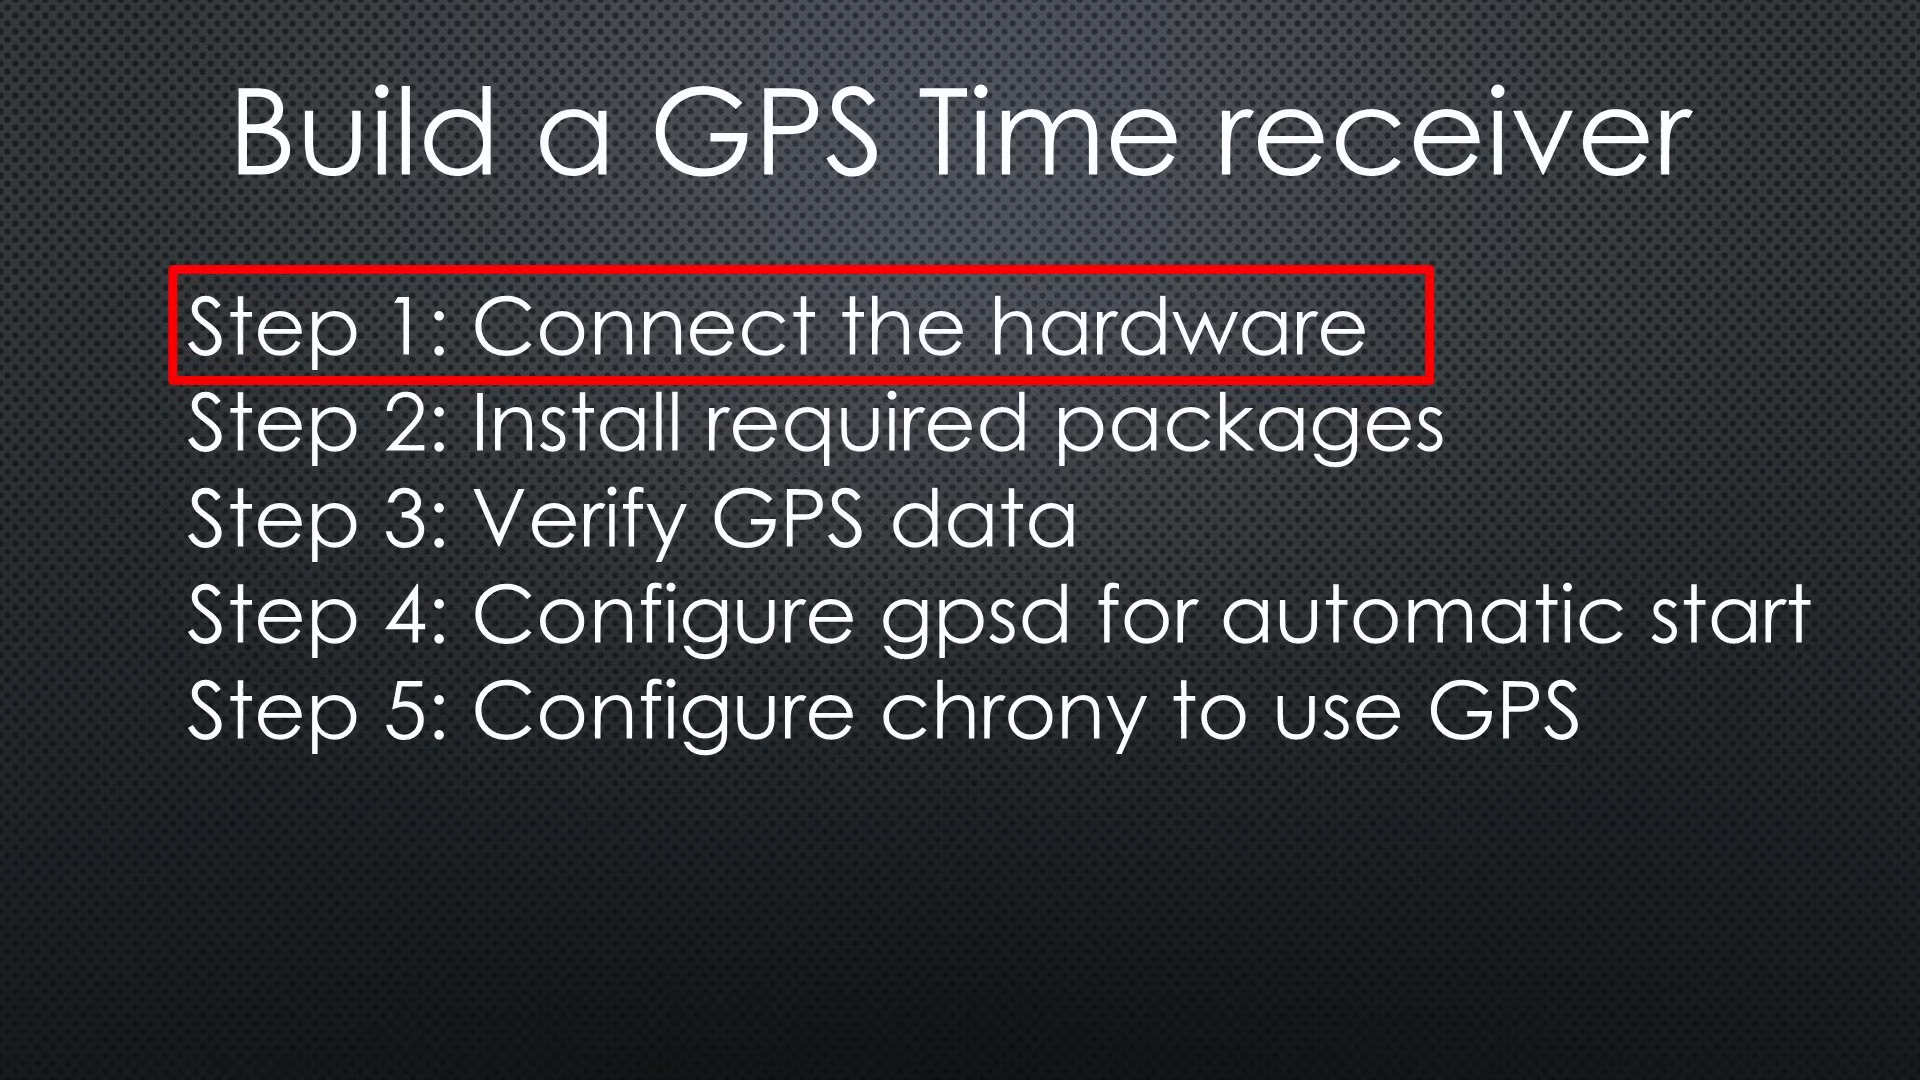 Build a GPS Time receiver
Step 1: Connect the hardware
Step 2: Install required packages
Step 3: Verify GPS data
Step 4: Configure gpsd for automatic start
Step 5: Configure chrony to use GPS